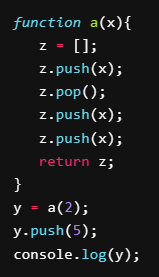 function a(x){
   z = [];
   z.push(x);
   z.pop();
   z.push(x);
   z.push(x);
   return z;
}
y = a(2);
y.push(5);
console.log(y);